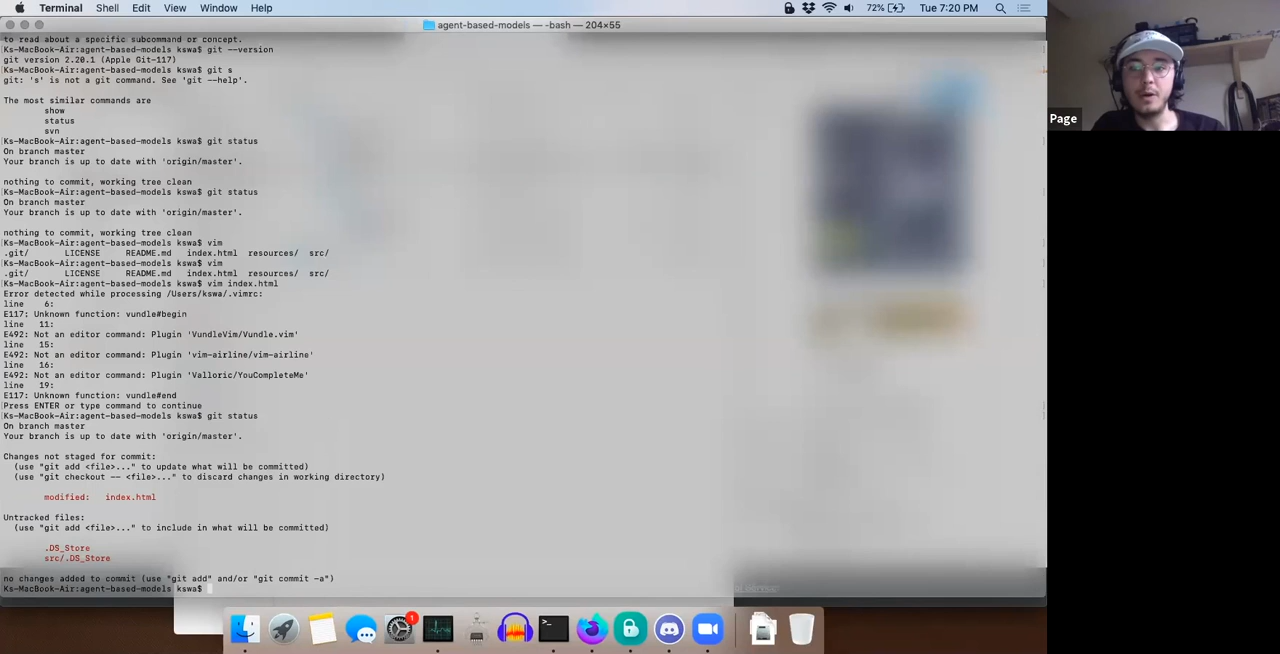 Terminal Shell Edit View Window Help 72% Tue 7:20 PM
agent-based-models — -bash — 204×55
to read about a specific subcommand or concept.
Ks-MacBook-Air:agent-based-models kswa$ git --version
git version 2.20.1 (Apple Git-117)
Ks-MacBook-Air:agent-based-models kswa$ git s
git: 's' is not a git command. See 'git --help'.
The most similar commands are
show
status
svn
Ks-MacBook-Air:agent-based-models kswa$ git status
On branch master
Your branch is up to date with 'origin/master'.
nothing to commit, working tree clean
Ks-MacBook-Air:agent-based-models kswa$ git status
On branch master
Your branch is up to date with 'origin/master'.
nothing to commit, working tree clean
Ks-MacBook-Air:agent-based-models kswa$ vim
.git/ LICENSE README.md index.html resources/ src/
Ks-MacBook-Air:agent-based-models kswa$ vim
.git/ LICENSE README.md index.html resources/ src/
Ks-MacBook-Air:agent-based-models kswa$ vim index.html
Error detected while processing /Users/kswa/.vimrc:
line 6:
E117: Unknown function: vundle#begin
line 11:
E492: Not an editor command: Plugin 'VundleVim/Vundle.vim'
line 15:
E492: Not an editor command: Plugin 'vim-airline/vim-airline'
line 16:
E492: Not an editor command: Plugin 'Valloric/YouCompleteMe'
line 19:
E117: Unknown function: vundle#end
Press ENTER or type command to continue
Ks-MacBook-Air:agent-based-models kswa$ git status
On branch master
Your branch is up to date with 'origin/master'.
Changes not staged for commit:
(use "git add <file>..." to update what will be committed)
(use "git checkout -- <file>..." to discard changes in working directory)
modified: index.html
Untracked files:
(use "git add <file>..." to include in what will be committed)
.DS_Store
src/.DS_Store
no changes added to commit (use "git add" and/or "git commit -a")
Ks-MacBook-Air:agent-based-models kswa$
Page
1
>_